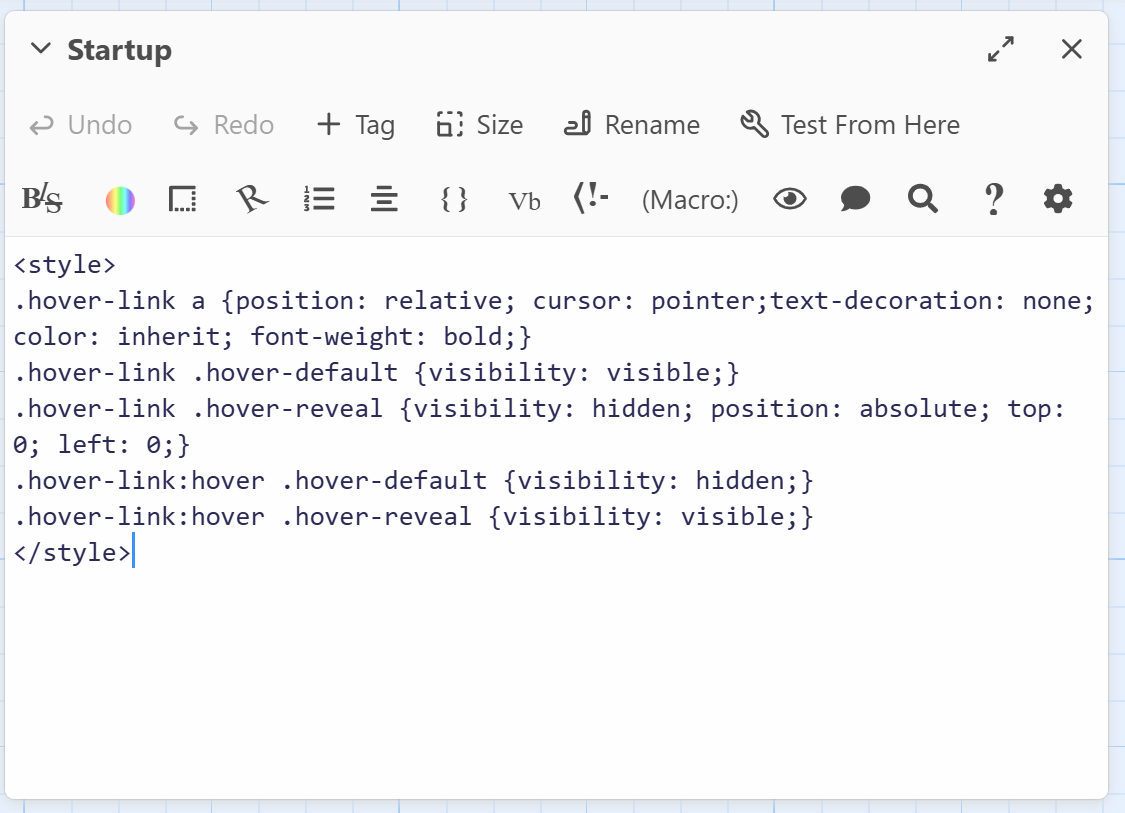 Startup
Undo Redo + Tag Size Rename Test From Here
B/S R 1 2 3 { } Vb (!- (Macro:) ?
<style>
.hover-link a {position: relative; cursor: pointer;text-decoration: none;
color: inherit; font-weight: bold;}
.hover-link .hover-default {visibility: visible;}
.hover-link .hover-reveal {visibility: hidden; position: absolute; top:
0; left: 0;}
.hover-link:hover .hover-default {visibility: hidden;}
.hover-link:hover .hover-reveal {visibility: visible;}
</style>